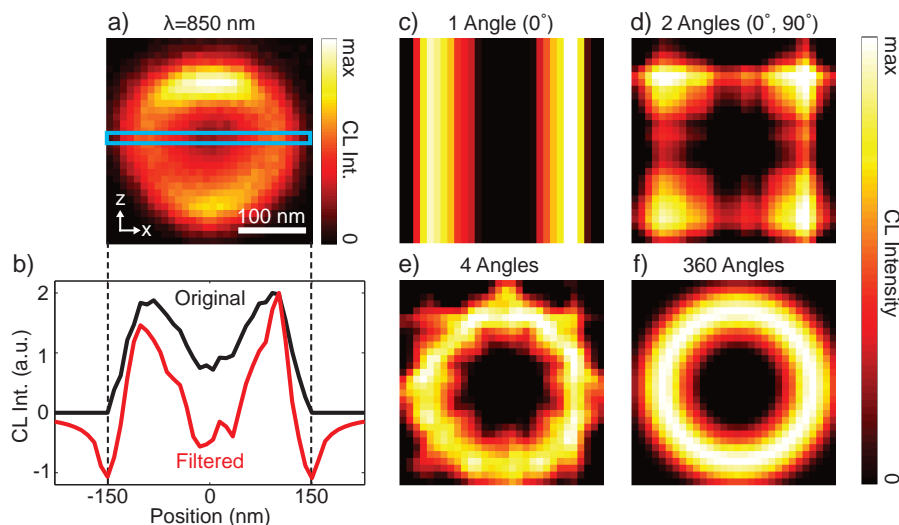 a)
λ=850 nm
max
CL Int.
0
z
x
100 nm
b)
2
1
0
-1
CL Int. (a.u.)
Original
Filtered
-150
0
150
Position (nm)
c)
1 Angle (0˚)
d)
2 Angles (0˚, 90˚)
e)
4 Angles
f)
360 Angles
max
CL Intensity
0